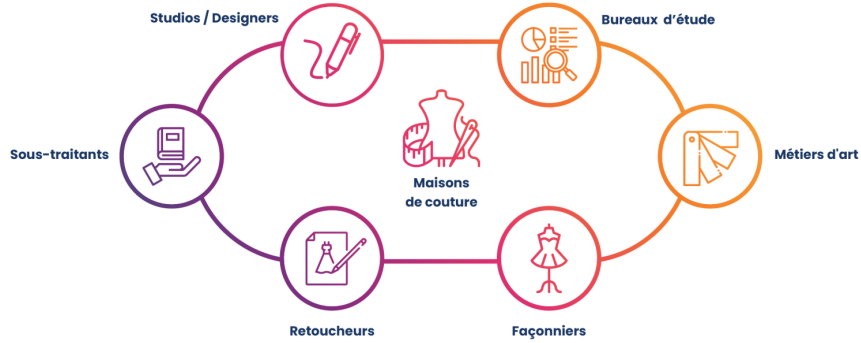 Studios / Designers
Bureaux d'étude
Sous-traitants
Métiers d'art
Maisons
de couture
Retoucheurs
Façonniers